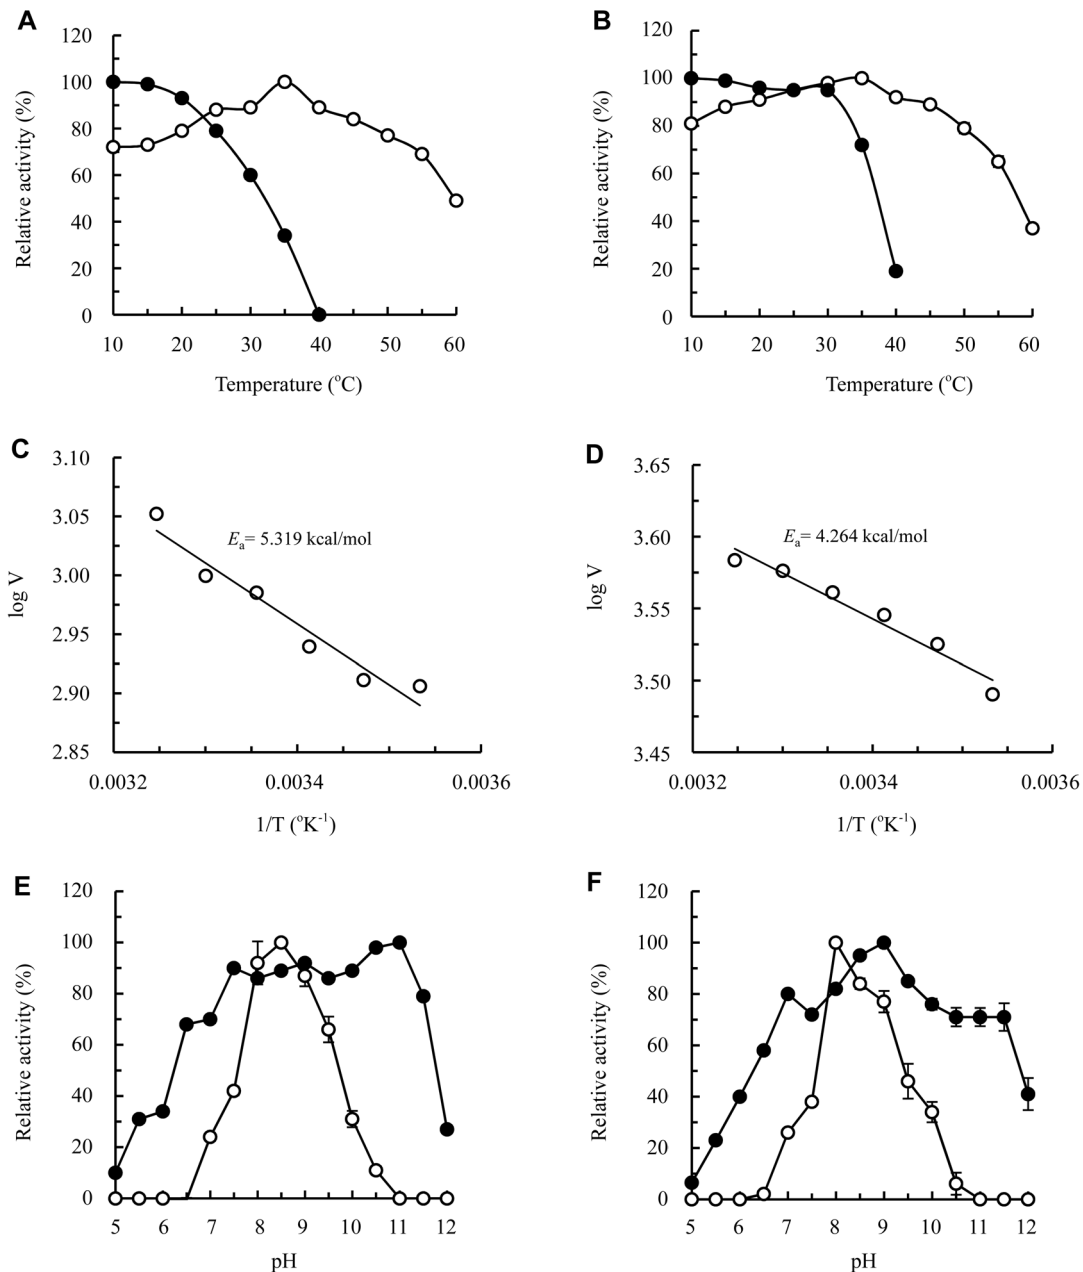 A
120
100
80
60
40
20
0
10 20 30 40 50 60
Relative activity (%)
Temperature (°C)
B
120
100
80
60
40
20
0
10 20 30 40 50 60
Relative activity (%)
Temperature (°C)
C
3.10
3.05
3.00
2.95
2.90
2.85
0.0032 0.0034 0.0036
log V
Ea= 5.319 kcal/mol
1/T (°K-1)
D
3.65
3.60
3.55
3.50
3.45
0.0032 0.0034 0.0036
log V
Ea= 4.264 kcal/mol
1/T (°K-1)
E
120
100
80
60
40
20
0
5 6 7 8 9 10 11 12
Relative activity (%)
pH
F
120
100
80
60
40
20
0
5 6 7 8 9 10 11 12
Relative activity (%)
pH